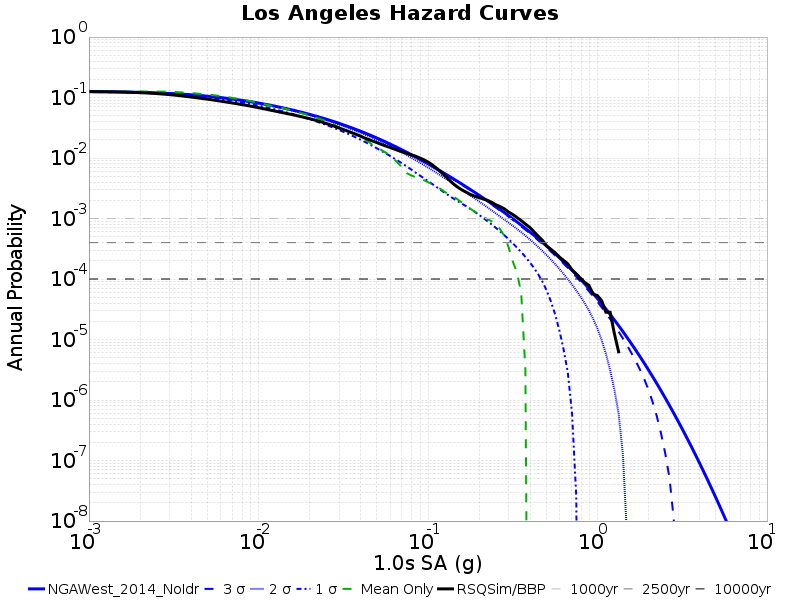 Los Angeles Hazard Curves
10^0
10^-1
10^-2
10^-3
10^-4
10^-5
10^-6
10^-7
10^-8
Annual Probability
10^-3 10^-2 10^-1 10^0 10^1
1.0s SA (g)
NGAWest_2014_NoIdr 3 σ 2 σ 1 σ Mean Only RSQSim/BBP 1000yr 2500yr 10000yr